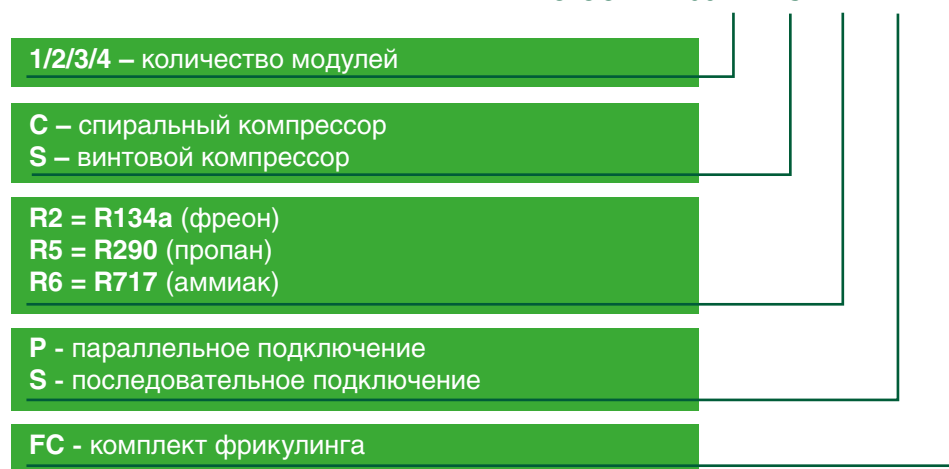 1/2/3/4 – количество модулей
C – спиральный компрессор
S – винтовой компрессор
R2 = R134a (фреон)
R5 = R290 (пропан)
R6 = R717 (аммиак)
P - параллельное подключение
S - последовательное подключение
FC - комплект фрикулинга